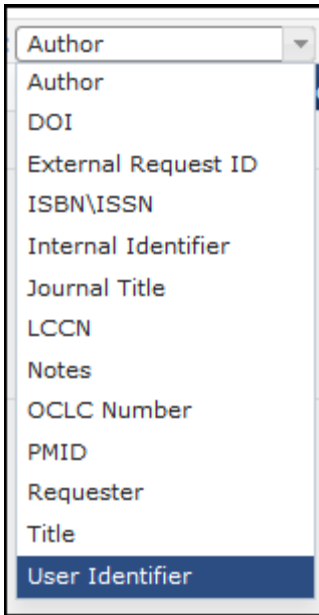 Author
Author
DOI
External Request ID
ISBN\ISSN
Internal Identifier
Journal Title
LCCN
Notes
OCLC Number
PMID
Requester
Title
User Identifier